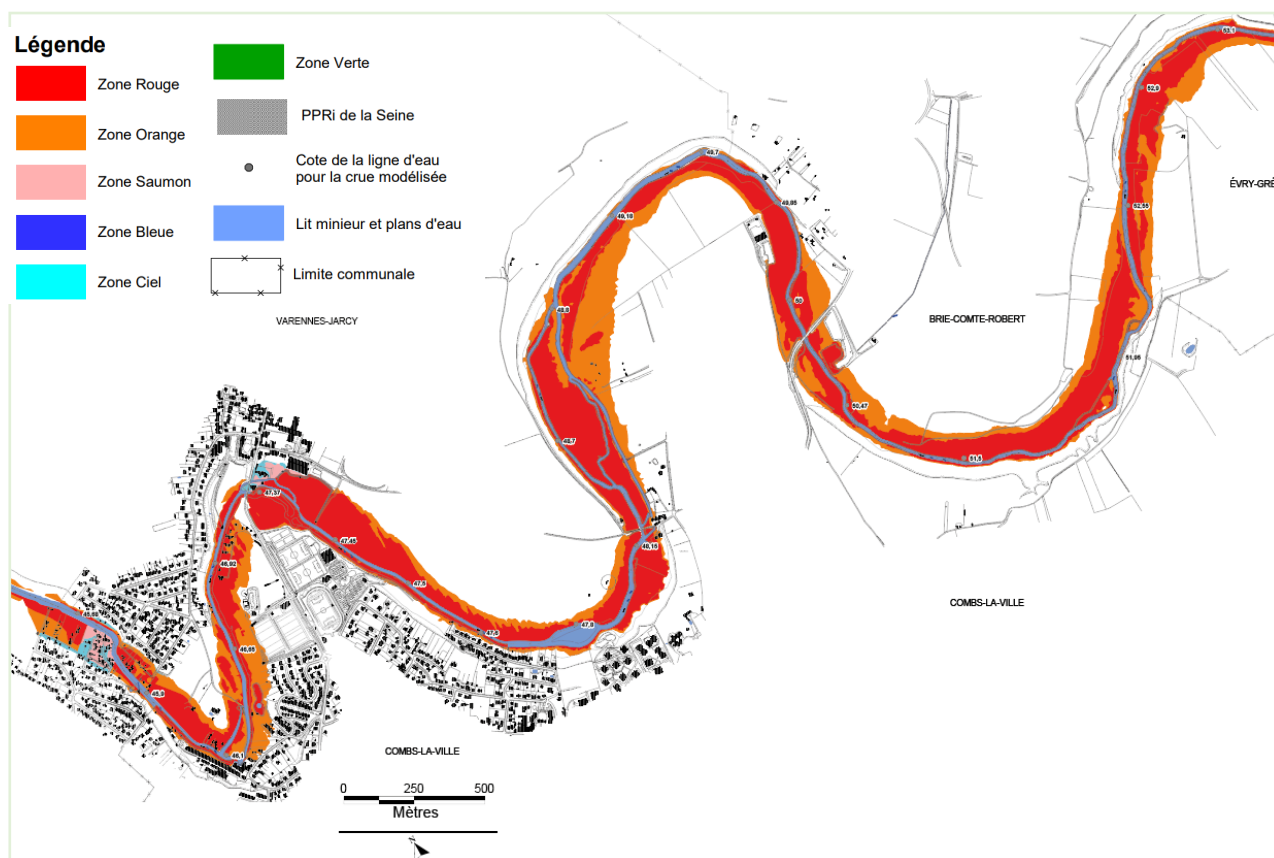 Légende
Zone Rouge
Zone Orange
Zone Saumon
Zone Bleue
Zone Ciel
Zone Verte
PPRi de la Seine
Cote de la ligne d'eau
pour la crue modélisée
Lit minieur et plans d'eau
Limite communale
VARENNES-JARCY
53,1
52,9
ÉVRY-GRÉ
52,55
49,7
49,95
49,18
50
48,8
BRIE-COMTE-ROBERT
51,95
50,47
48,7
51,5
47,37
47,45
48,15
46,92
47,5
47,8
47,6
COMBS-LA-VILLE
46,65
45,9
46,1
COMBS-LA-VILLE
0 250 500
Mètres
N